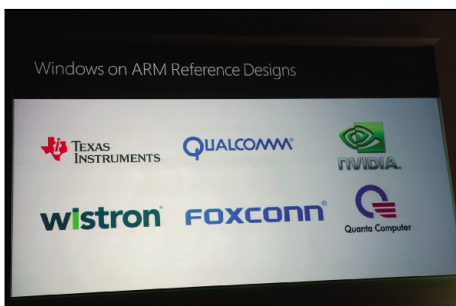 Windows on ARM Reference Designs
TEXAS INSTRUMENTS
QUALCOMM®
NVIDIA.
wistron®
FOXCONN®
Quanta Computer